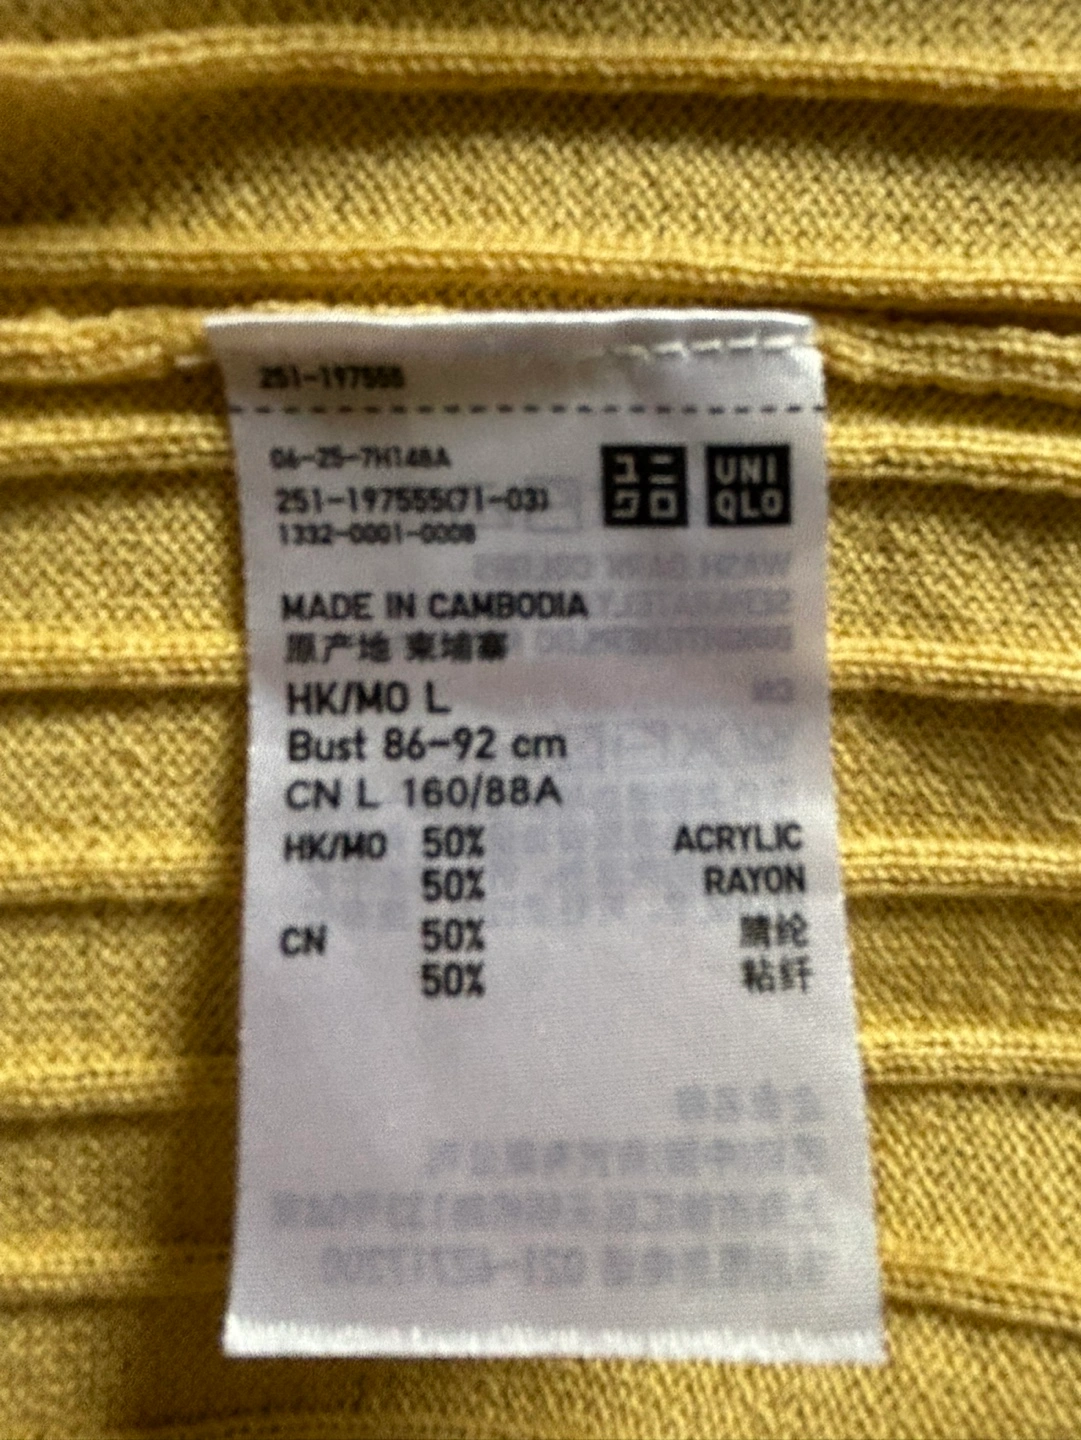 251-197555
06-25-7H148A
251-197555(71-03)
1332-0001-0008
ユニ
クロ
UNI
QLO
MADE IN CAMBODIA
原产地 柬埔寨
HK/MO L
Bust 86-92 cm
CN L 160/88A
HK/MO 50% ACRYLIC
50% RAYON
CN 50% 腈纶
50% 粘纤